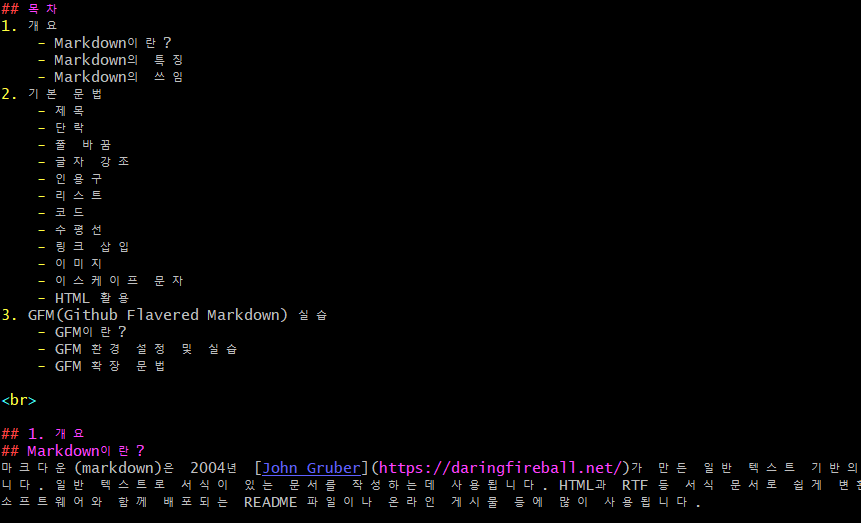 ## 목차
1. 개요
    - Markdown이란?
    - Markdown의 특징
    - Markdown의 쓰임
2. 기본 문법
    - 제목
    - 단락
    - 줄 바꿈
    - 글자 강조
    - 인용구
    - 리스트
    - 코드
    - 수평선
    - 링크 삽입
    - 이미지
    - 이스케이프 문자
    - HTML 활용
3. GFM(Github Flavered Markdown) 실습
    - GFM이란?
    - GFM 환경 설정 및 실습
    - GFM 확장 문법

<br>

## 1. 개요
## Markdown이란?
마크다운(markdown)은 2004년 [John Gruber](https://daringfireball.net/)가 만든 일반 텍스트 기반의
니다. 일반 텍스트로 서식이 있는 문서를 작성하는데 사용됩니다. HTML과 RTF 등 서식 문서로 쉽게
소프트웨어와 함께 배포되는 README 파일이나 온라인 게시물 등에 많이 사용됩니다.